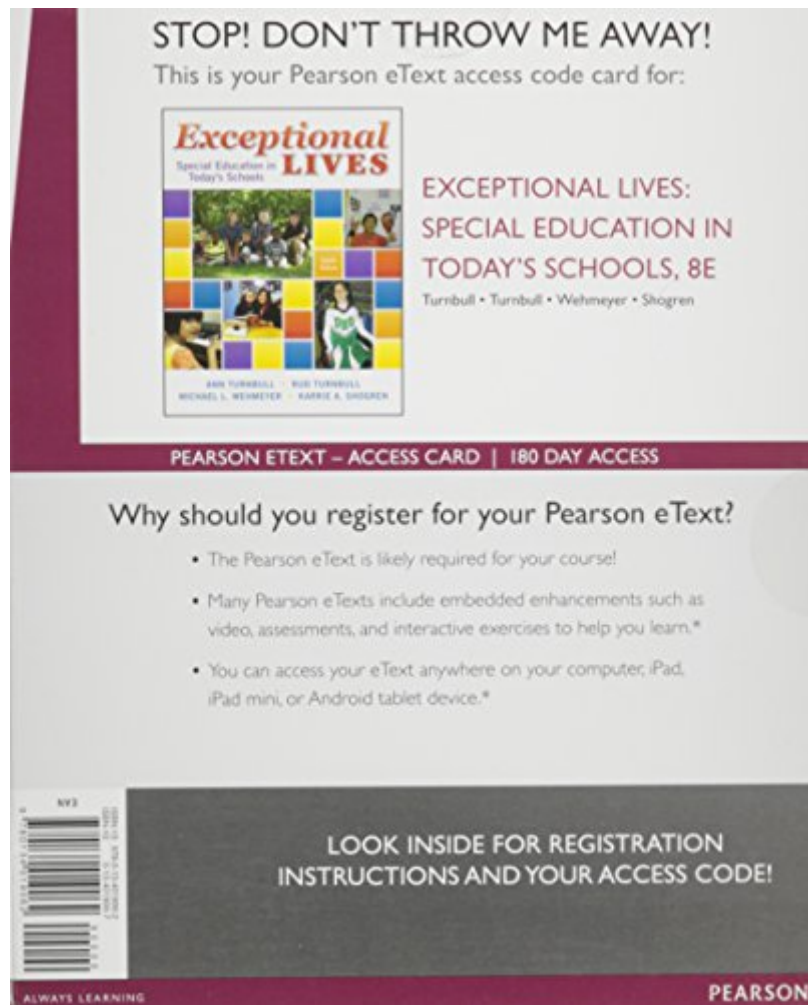 STOP! DON'T THROW ME AWAY!
This is your Pearson eText access code card for:
Exceptional
LIVES
Special Education in
Today's Schools
ANN TURNBULL · RUD TURNBULL
MICHAEL L. WEHMEYER · KARRIE A. SHOGREN
EXCEPTIONAL LIVES:
SPECIAL EDUCATION IN
TODAY'S SCHOOLS, 8E
Turnbull • Turnbull • Wehmeyer • Shogren
PEARSON ETEXT – ACCESS CARD | 180 DAY ACCESS
Why should you register for your Pearson eText?
• The Pearson eText is likely required for your course!
• Many Pearson eTexts include embedded enhancements such as
video, assessments, and interactive exercises to help you learn.*
• You can access your eText anywhere on your computer, iPad,
iPad mini, or Android tablet device.*
EAN
LOOK INSIDE FOR REGISTRATION
INSTRUCTIONS AND YOUR ACCESS CODE!
ALWAYS LEARNING
PEARSON